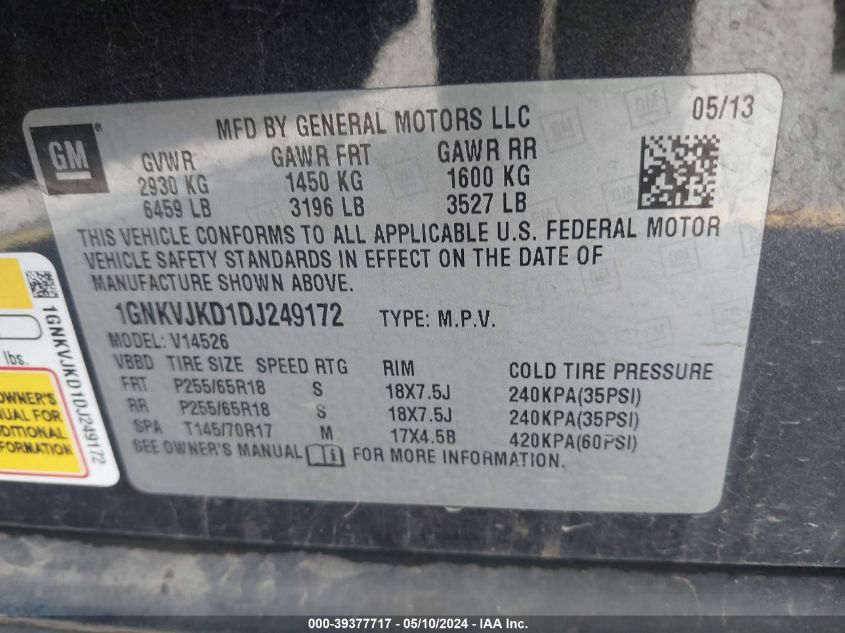 GM®
MFD BY GENERAL MOTORS LLC
05/13
GVWR GAWR FRT GAWR RR
2930 KG 1450 KG 1600 KG
6459 LB 3196 LB 3527 LB
THIS VEHICLE CONFORMS TO ALL APPLICABLE U.S. FEDERAL MOTOR
VEHICLE SAFETY STANDARDS IN EFFECT ON THE DATE OF
MANUFACTURE SHOWN ABOVE.
1GNKVJKD1DJ249172 TYPE: M.P.V.
MODEL: V14526
VBBD TIRE SIZE SPEED RTG RIM COLD TIRE PRESSURE
FRT P255/65R18 S 18X7.5J 240KPA(35PSI)
RR P255/65R18 S 18X7.5J 240KPA(35PSI)
SPA T145/70R17 M 17X4.5B 420KPA(60PSI)
SEE OWNER'S MANUAL FOR MORE INFORMATION.
1GNKVJKD1DJ249172
lbs.
OWNER'S
MANUAL FOR
INFORMATION
000-39377717 - 05/10/2024 - IAAI - Copyright IAA, Inc.